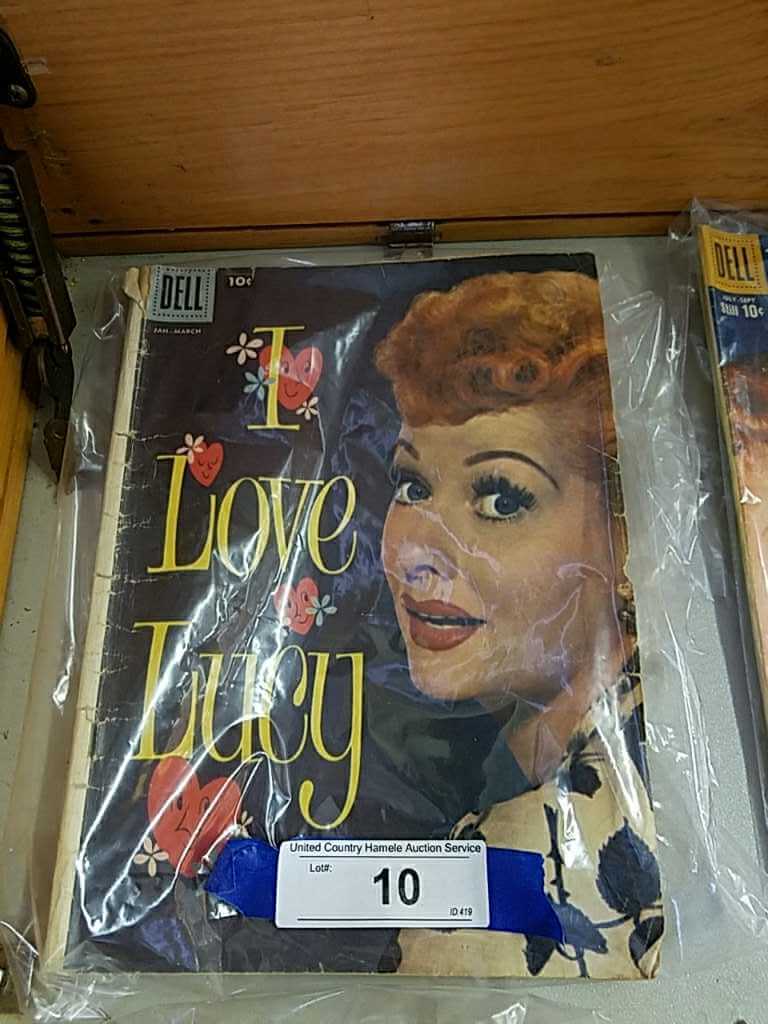 DELL
10¢
JAN.-MARCH
I
Love
Lucy
United Country Hamele Auction Service
Lot#:
10
ID:419
DELL
JULY-SEPT
Still 10¢